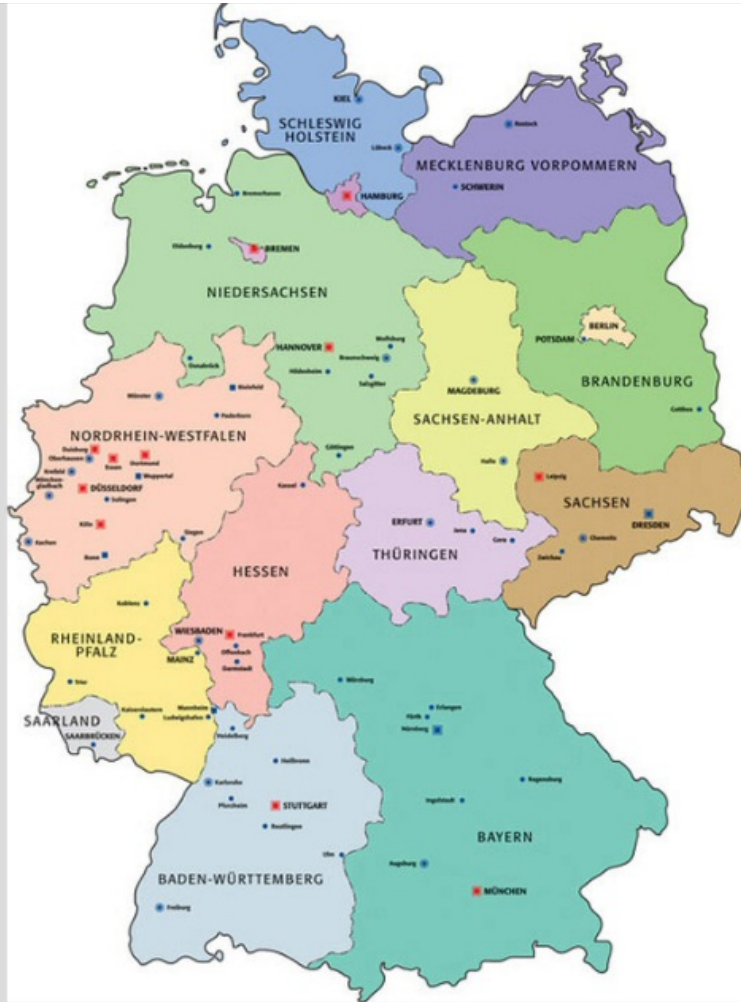 KIEL
SCHLESWIG
HOLSTEIN
Rostock
Lübeck
MECKLENBURG VORPOMMERN
SCHWERIN
HAMBURG
Bremerhaven
Oldenburg
BREMEN
NIEDERSACHSEN
BERLIN
POTSDAM
HANNOVER
Wolfsburg
Braunschweig
Hildesheim
Salzgitter
Osnabrück
BRANDENBURG
Münster
Bielefeld
MAGDEBURG
Paderborn
SACHSEN-ANHALT
Cottbus
NORDRHEIN-WESTFALEN
Duisburg
Oberhausen
Essen
Dortmund
Göttingen
Halle
Krefeld
Wuppertal
Leipzig
Mönchen-
gladbach
DÜSSELDORF
Solingen
Kassel
SACHSEN
Köln
ERFURT
Jena
Gera
DRESDEN
Aachen
Siegen
Chemnitz
Bonn
THÜRINGEN
Zwickau
HESSEN
Koblenz
RHEINLAND-
PFALZ
WIESBADEN
Frankfurt
Offenbach
MAINZ
Darmstadt
Trier
Würzburg
SAARLAND
Kaiserslautern
Mannheim
Ludwigshafen
Erlangen
Fürth
Nürnberg
SAARBRÜCKEN
Heidelberg
Heilbronn
Karlsruhe
Regensburg
Pforzheim
STUTTGART
Ingolstadt
Reutlingen
BAYERN
Ulm
Augsburg
BADEN-WÜRTTEMBERG
MÜNCHEN
Freiburg